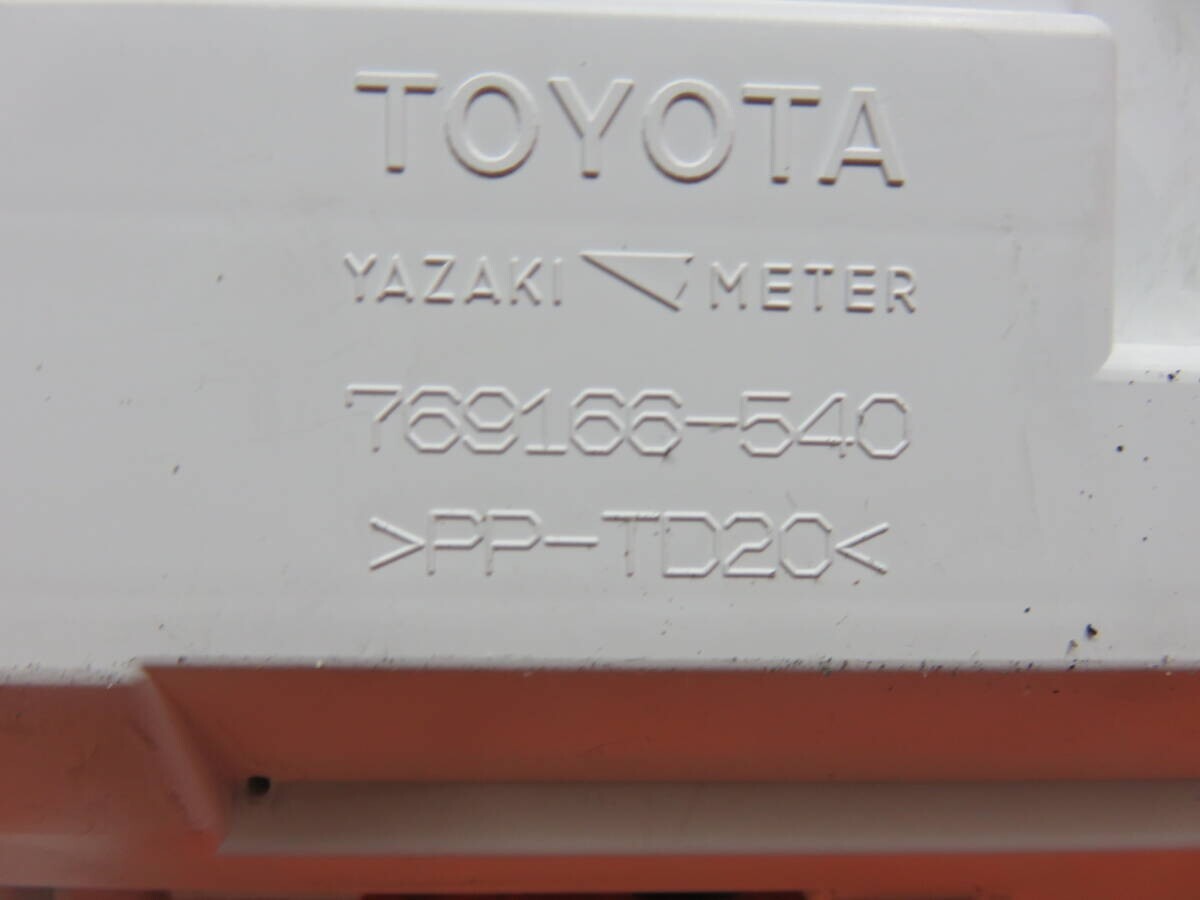 TOYOTA
YAZAKI METER
769166-540
>PP-TD20<